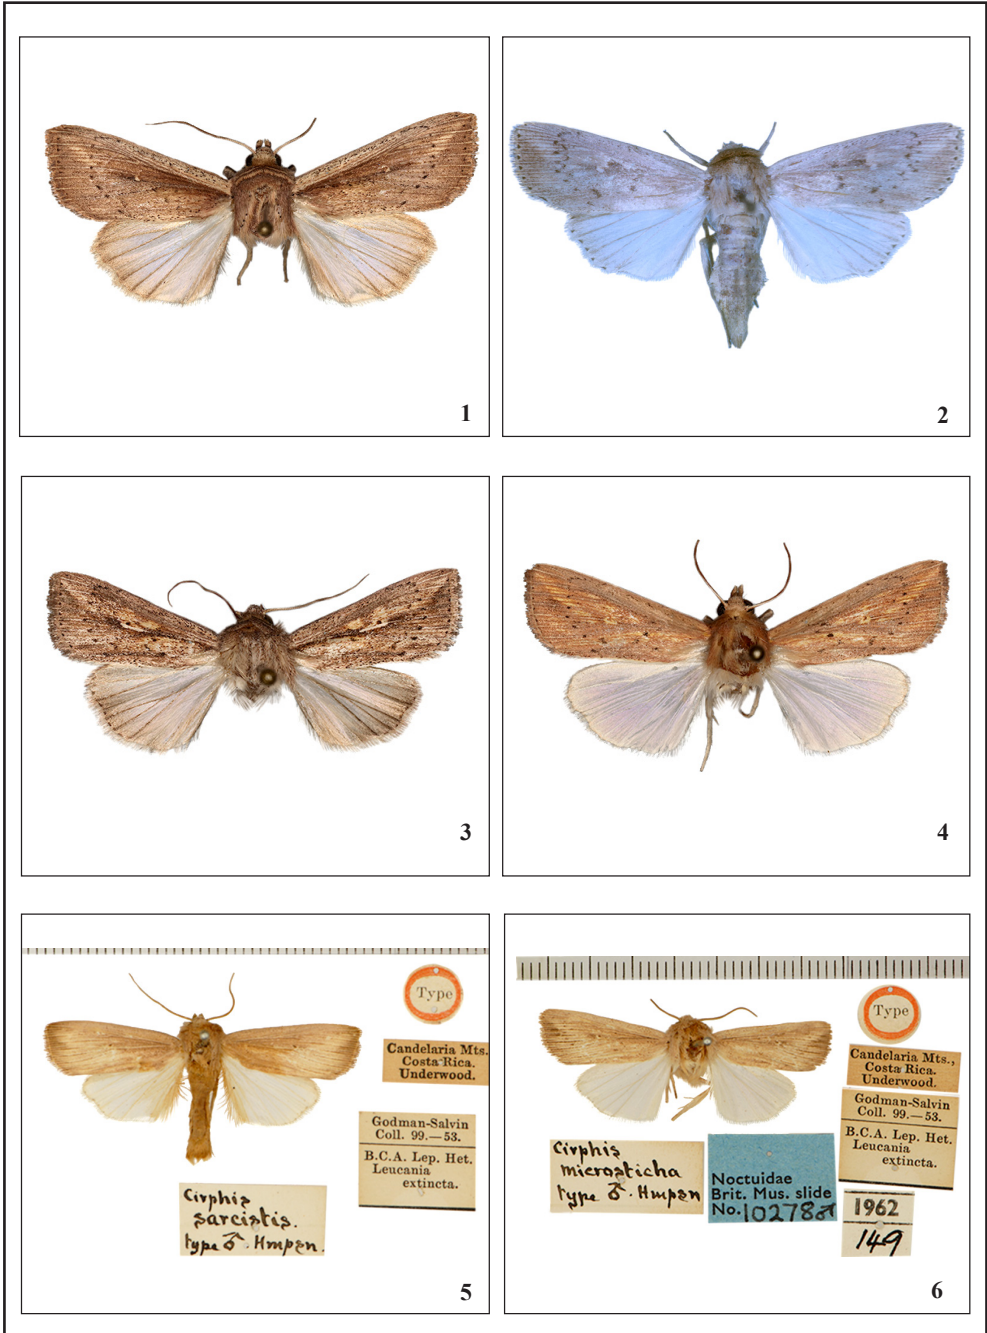 1
2
3
4
Type
Candelaria Mts.
Costa Rica.
Underwood.
Godman-Salvin
Coll. 99.—53.
B.C.A. Lep. Het.
Leucania
extincta.
Cirphis
sarcistis.
type ♂. Hmpsn.
5
Type
Candelaria Mts.,
Costa Rica.
Underwood.
Godman-Salvin
Coll. 99.—53.
B.C.A. Lep. Het.
Leucania
extincta.
Cirphis
microsticha
type ♂. Hmpsn
Noctuidae
Brit. Mus. slide
No. 10278♂
1962
149
6